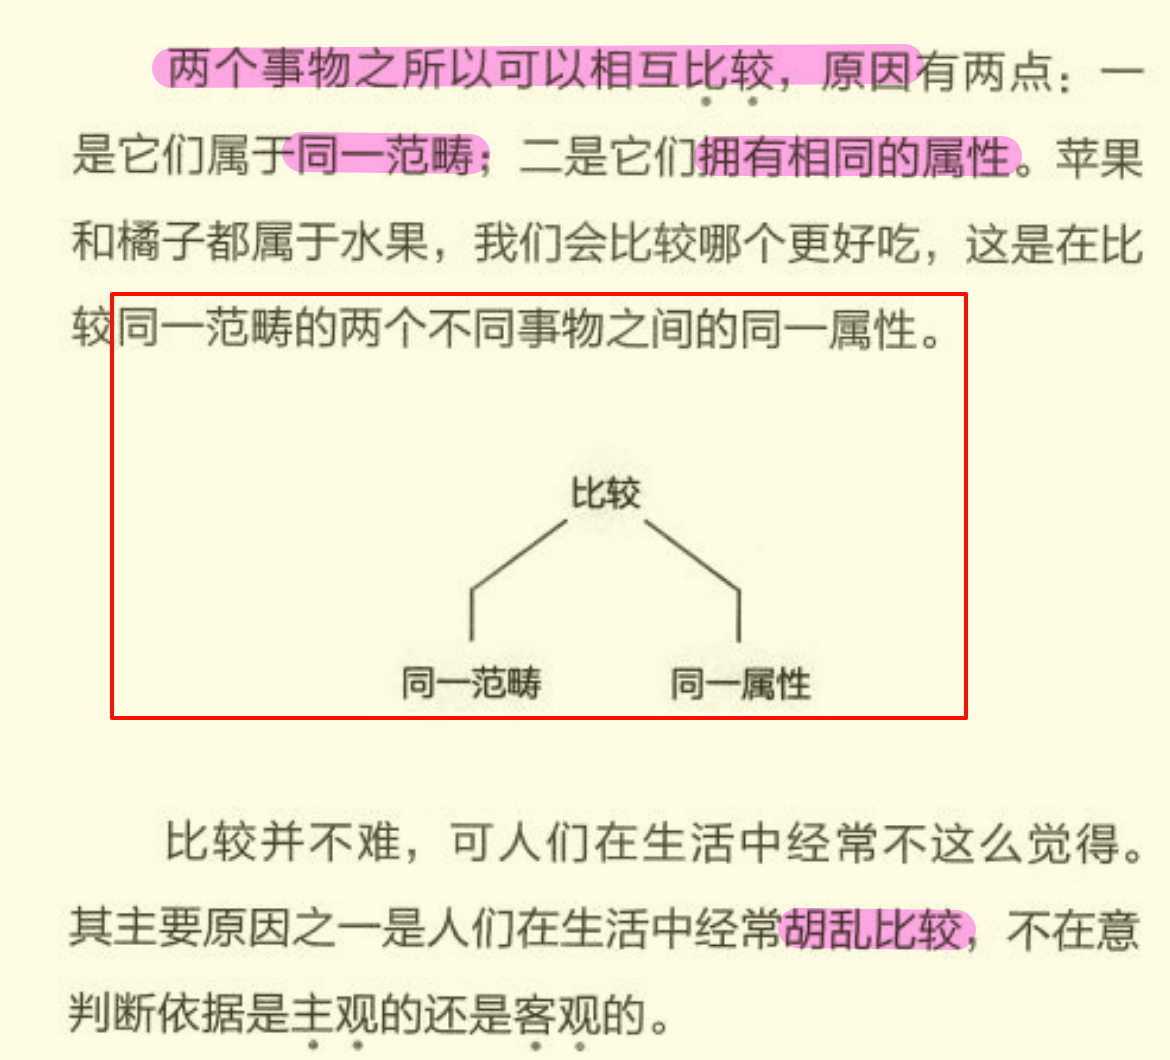 两个事物之所以可以相互比较，原因有两点：一
是它们属于同一范畴；二是它们拥有相同的属性。苹果
和橘子都属于水果，我们会比较哪个更好吃，这是在比
较同一范畴的两个不同事物之间的同一属性。
比较
同一范畴 同一属性
比较并不难，可人们在生活中经常不这么觉得。
其主要原因之一是人们在生活中经常胡乱比较，不在意
判断依据是主观的还是客观的。